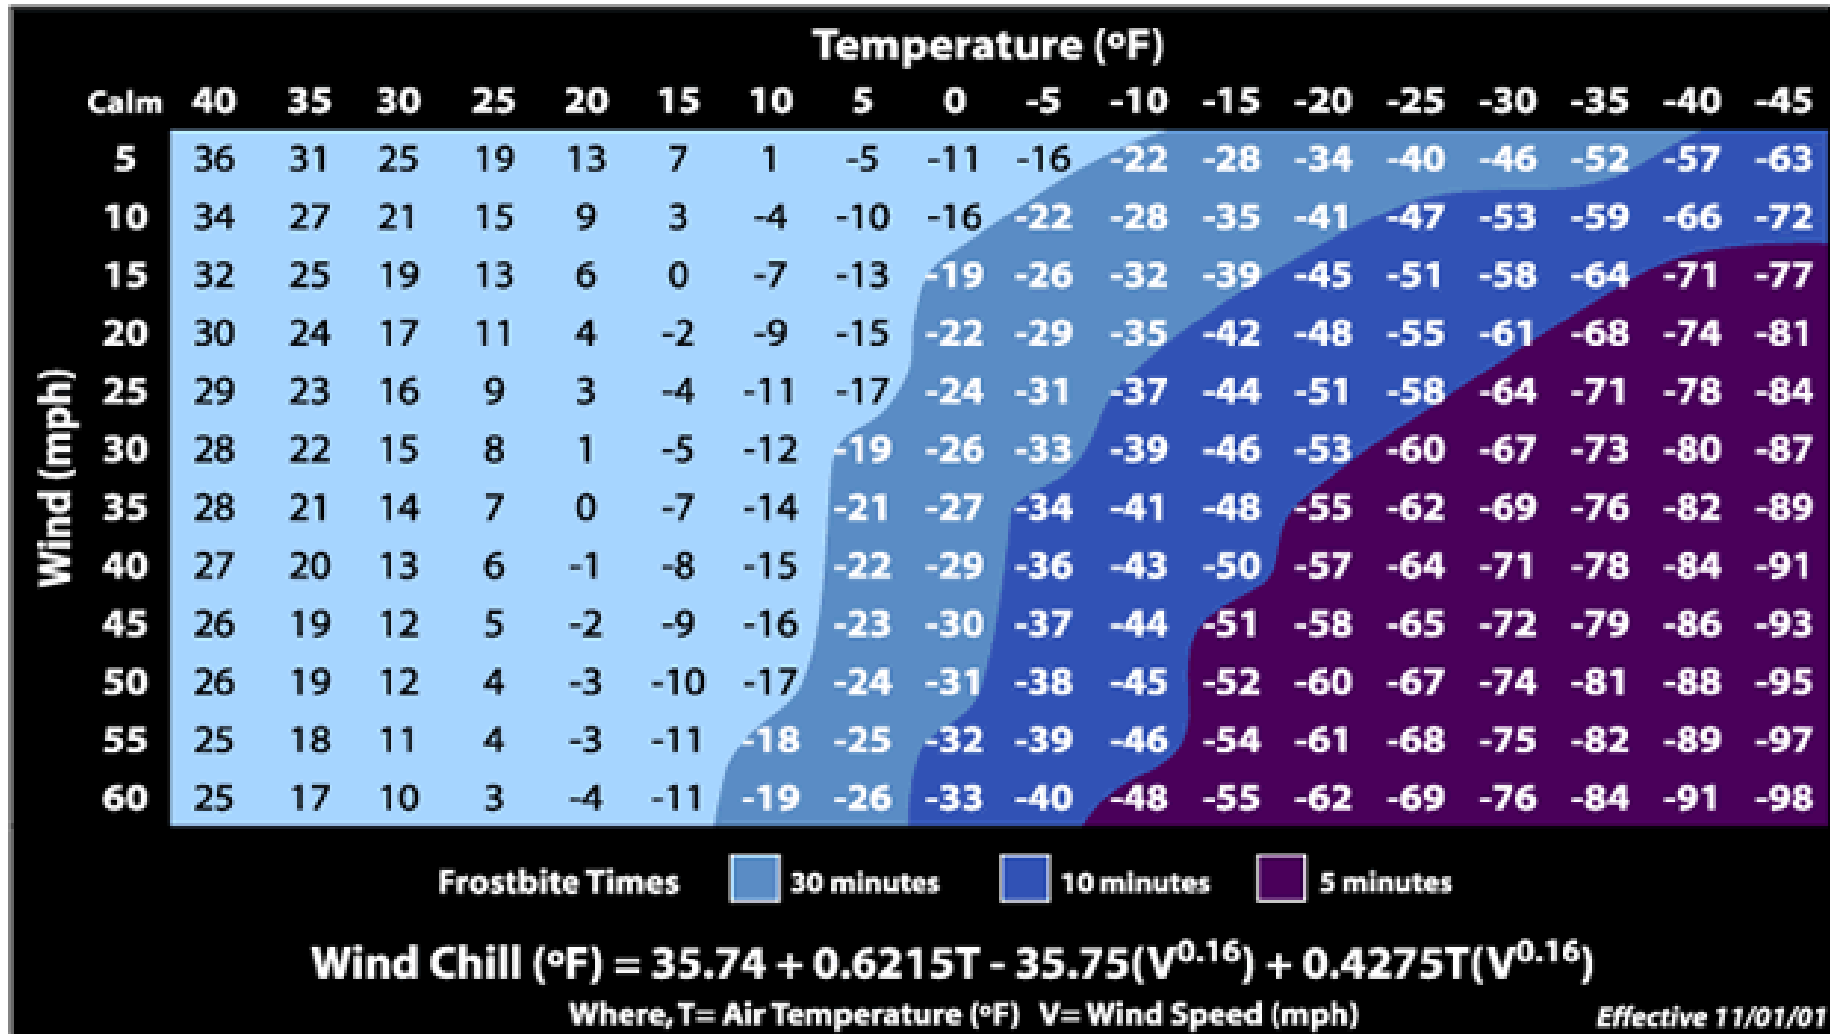 Temperature (ºF)
Calm 40 35 30 25 20 15 10 5 0 -5 -10 -15 -20 -25 -30 -35 -40 -45
5 36 31 25 19 13 7 1 -5 -11 -16 -22 -28 -34 -40 -46 -52 -57 -63
10 34 27 21 15 9 3 -4 -10 -16 -22 -28 -35 -41 -47 -53 -59 -66 -72
15 32 25 19 13 6 0 -7 -13 -19 -26 -32 -39 -45 -51 -58 -64 -71 -77
20 30 24 17 11 4 -2 -9 -15 -22 -29 -35 -42 -48 -55 -61 -68 -74 -81
25 29 23 16 9 3 -4 -11 -17 -24 -31 -37 -44 -51 -58 -64 -71 -78 -84
30 28 22 15 8 1 -5 -12 -19 -26 -33 -39 -46 -53 -60 -67 -73 -80 -87
35 28 21 14 7 0 -7 -14 -21 -27 -34 -41 -48 -55 -62 -69 -76 -82 -89
40 27 20 13 6 -1 -8 -15 -22 -29 -36 -43 -50 -57 -64 -71 -78 -84 -91
45 26 19 12 5 -2 -9 -16 -23 -30 -37 -44 -51 -58 -65 -72 -79 -86 -93
50 26 19 12 4 -3 -10 -17 -24 -31 -38 -45 -52 -60 -67 -74 -81 -88 -95
55 25 18 11 4 -3 -11 -18 -25 -32 -39 -46 -54 -61 -68 -75 -82 -89 -97
60 25 17 10 3 -4 -11 -19 -26 -33 -40 -48 -55 -62 -69 -76 -84 -91 -98
Wind (mph)
Frostbite Times 30 minutes 10 minutes 5 minutes
Wind Chill (ºF) = 35.74 + 0.6215T - 35.75(V^0.16) + 0.4275T(V^0.16)
Where, T= Air Temperature (ºF) V= Wind Speed (mph)
Effective 11/01/01